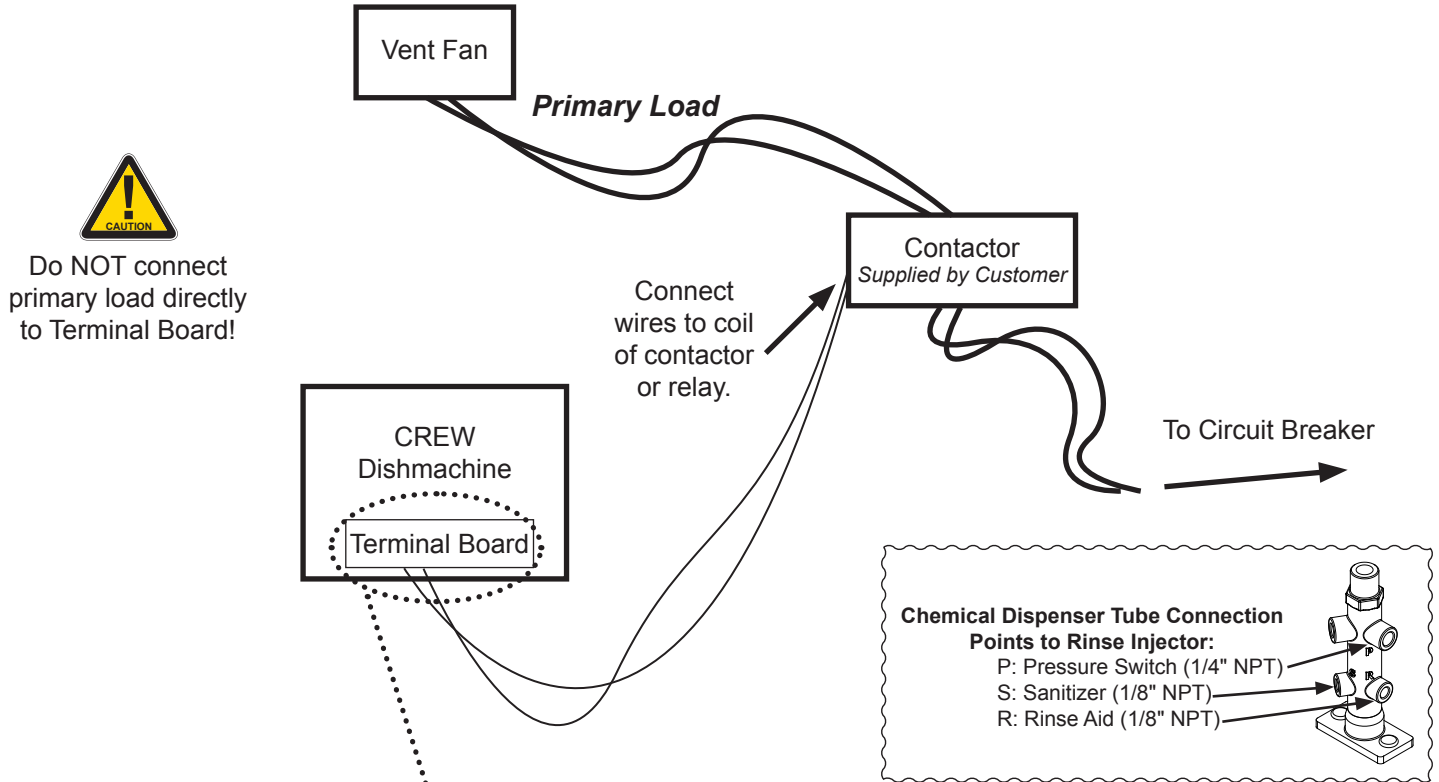 Vent Fan
Primary Load
CAUTION
Do NOT connect
primary load directly
to Terminal Board!
Contactor
Supplied by Customer
Connect
wires to coil
of contactor
or relay.
CREW
Dishmachine
Terminal Board
To Circuit Breaker
Chemical Dispenser Tube Connection
Points to Rinse Injector:
P: Pressure Switch (1/4" NPT)
S: Sanitizer (1/8" NPT)
R: Rinse Aid (1/8" NPT)
P
S R